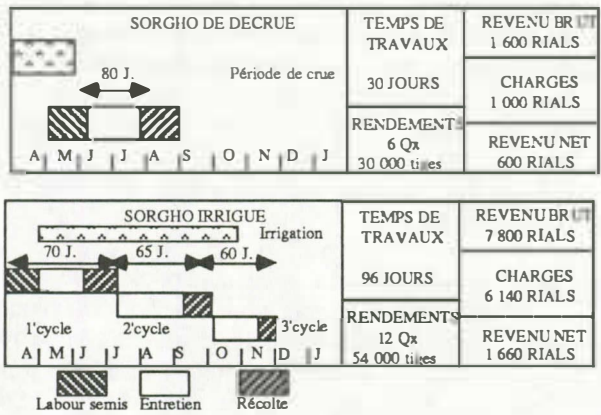 SORGHO DE DECRUE
80 J.
Période de crue
A M J J A S O N D J
TEMPS DE
TRAVAUX
30 JOURS
RENDEMENTS
6 Qx
30 000 tiges
REVENU BRUT
1 600 RIALS
CHARGES
1 000 RIALS
REVENU NET
600 RIALS
SORGHO IRRIGUE
Irrigation
70 J. 65 J. 60 J.
1'cycle 2'cycle 3'cycle
A M J J A S O N D J
TEMPS DE
TRAVAUX
96 JOURS
RENDEMENTS
12 Qx
54 000 tiges
REVENU BRUT
7 800 RIALS
CHARGES
6 140 RIALS
REVENU NET
1 660 RIALS
Labour semis Entretien Récolte